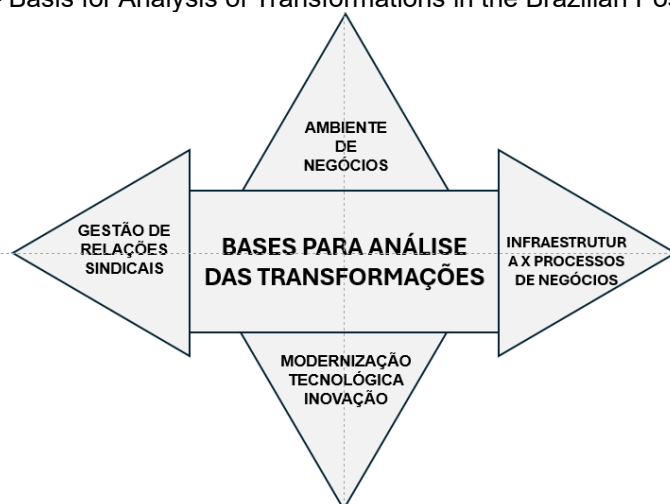 Basis for Analysis of Transformations in the Brazilian Pos
AMBIENTE
DE
NEGÓCIOS
GESTÃO DE
RELAÇÕES
SINDICAIS
BASES PARA ANÁLISE
DAS TRANSFORMAÇÕES
INFRAESTRUTUR
A X PROCESSOS
DE NEGÓCIOS
MODERNIZAÇÃO
TECNOLÓGICA
INOVAÇÃO